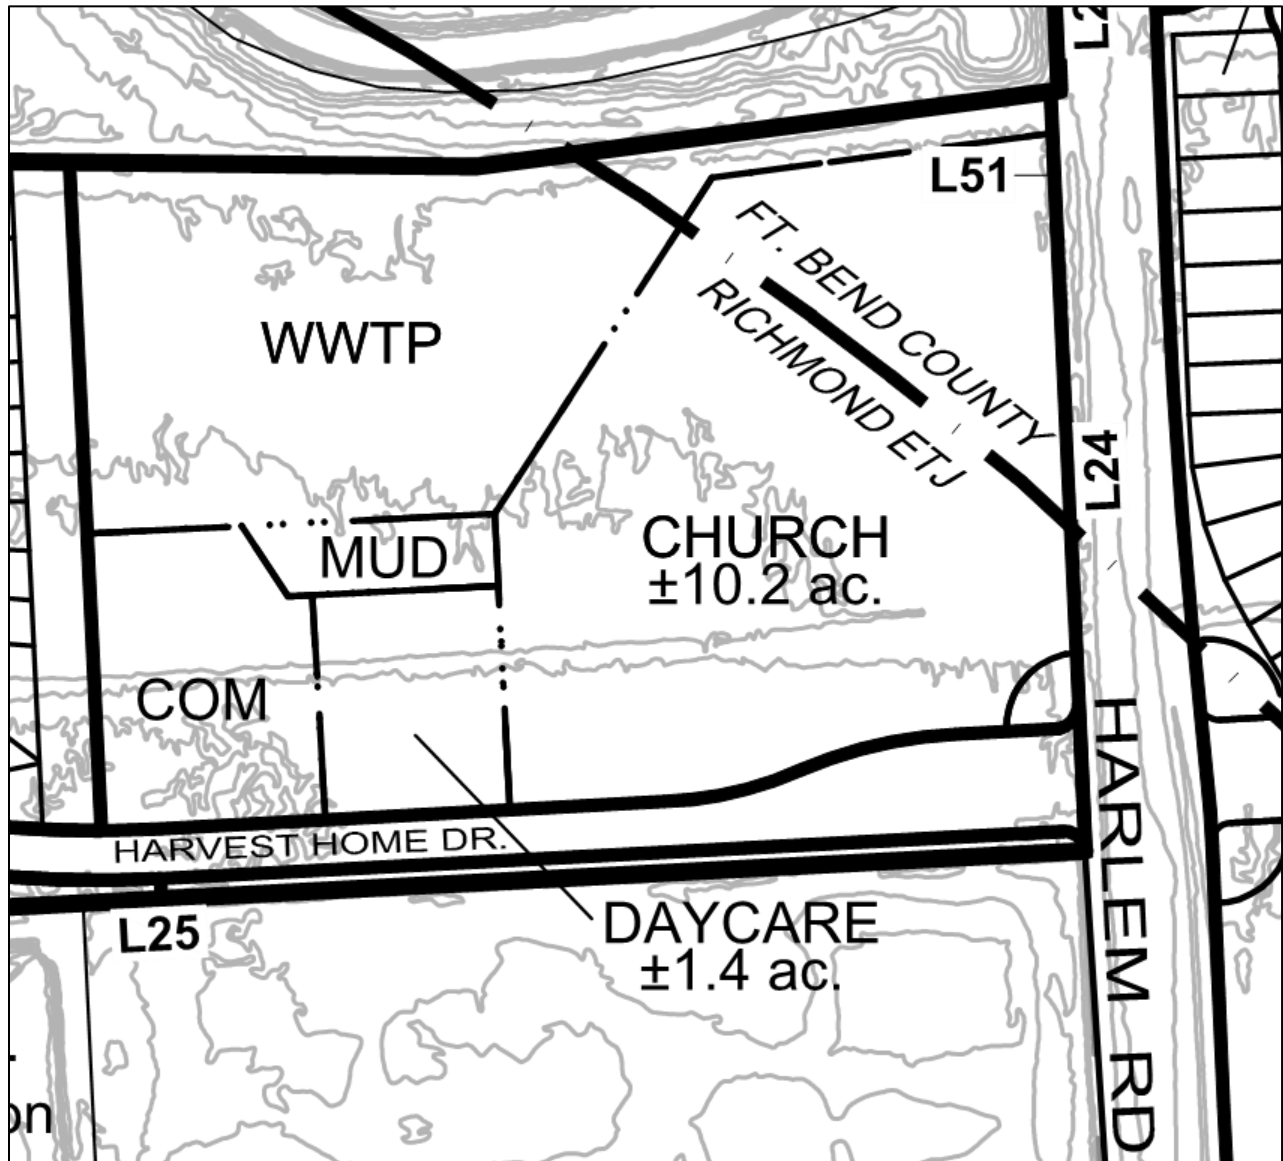 L51
FT. BEND COUNTY
RICHMOND ETJ
WWTP
L24
MUD
CHURCH
±10.2 ac.
COM
HARVEST HOME DR.
HARLEM RD
L25
DAYCARE
±1.4 ac.
on